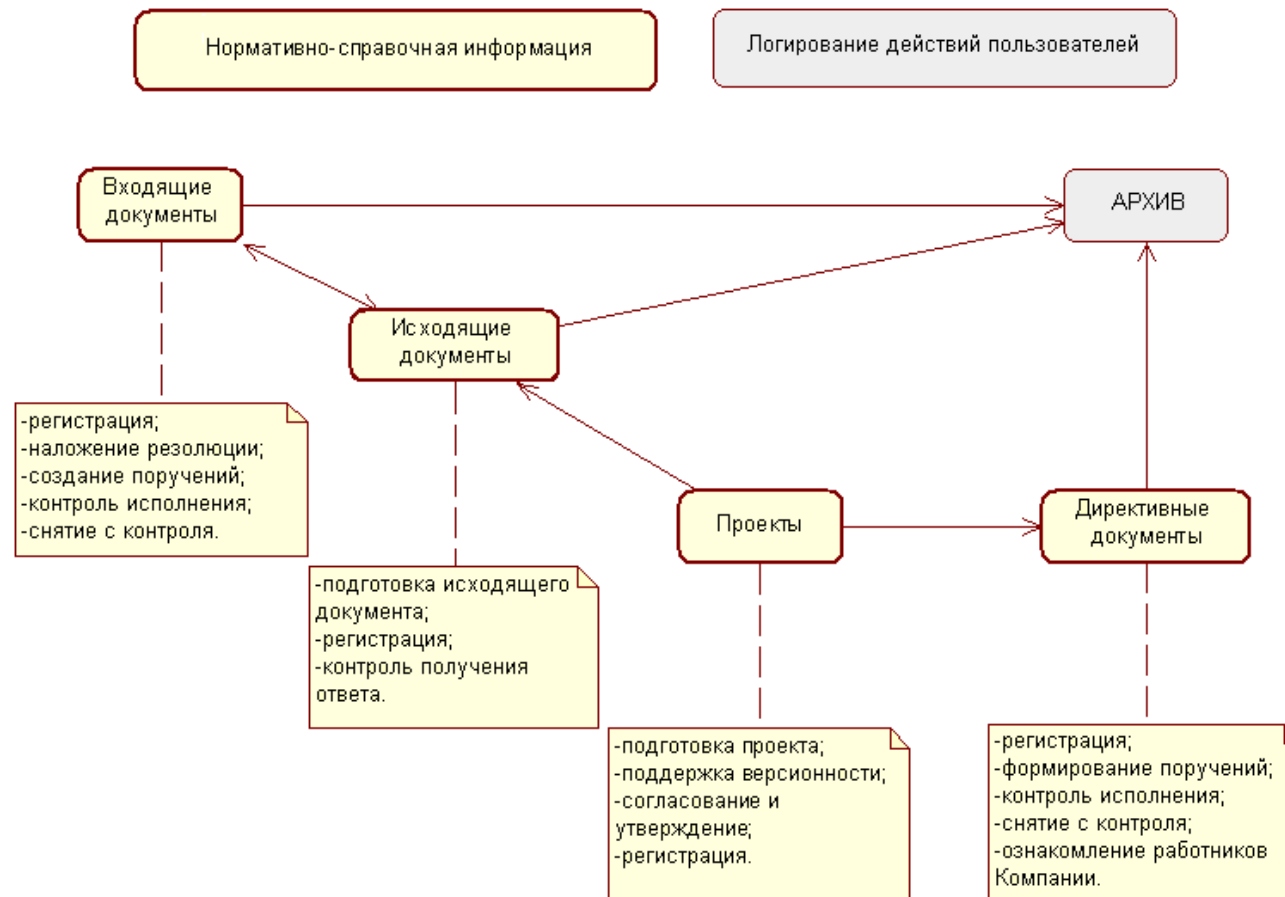 Нормативно-справочная информация
Логирование действий пользователей
Входящие
документы
АРХИВ
Исходящие
документы
-регистрация;
-наложение резолюции;
-создание поручений;
-контроль исполнения;
-снятие с контроля.
Проекты
Директивные
документы
-подготовка исходящего
документа;
-регистрация;
-контроль получения
ответа.
-подготовка проекта;
-поддержка версионности;
-согласование и
утверждение;
-регистрация.
-регистрация;
-формирование поручений;
-контроль исполнения;
-снятие с контроля;
-ознакомление работников
Компании.